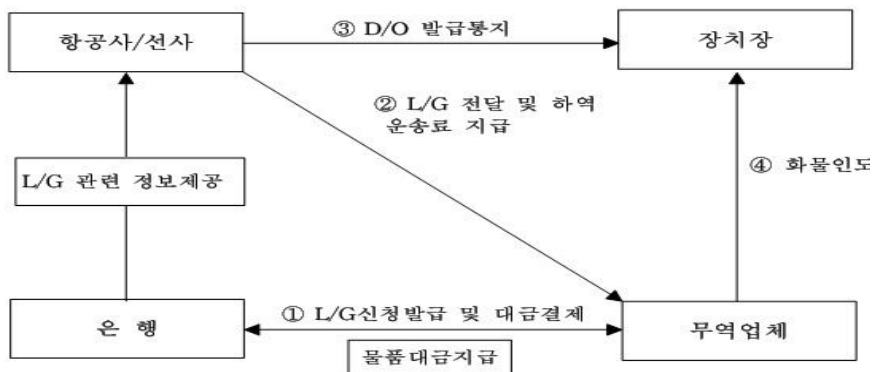 항공사/선사
③ D/O 발급통지
장치장
② L/G 전달 및 하역
운송료 지급
L/G 관련 정보제공
④ 화물인도
은 행
① L/G신청발급 및 대금결제
무역업체
물품대금지급